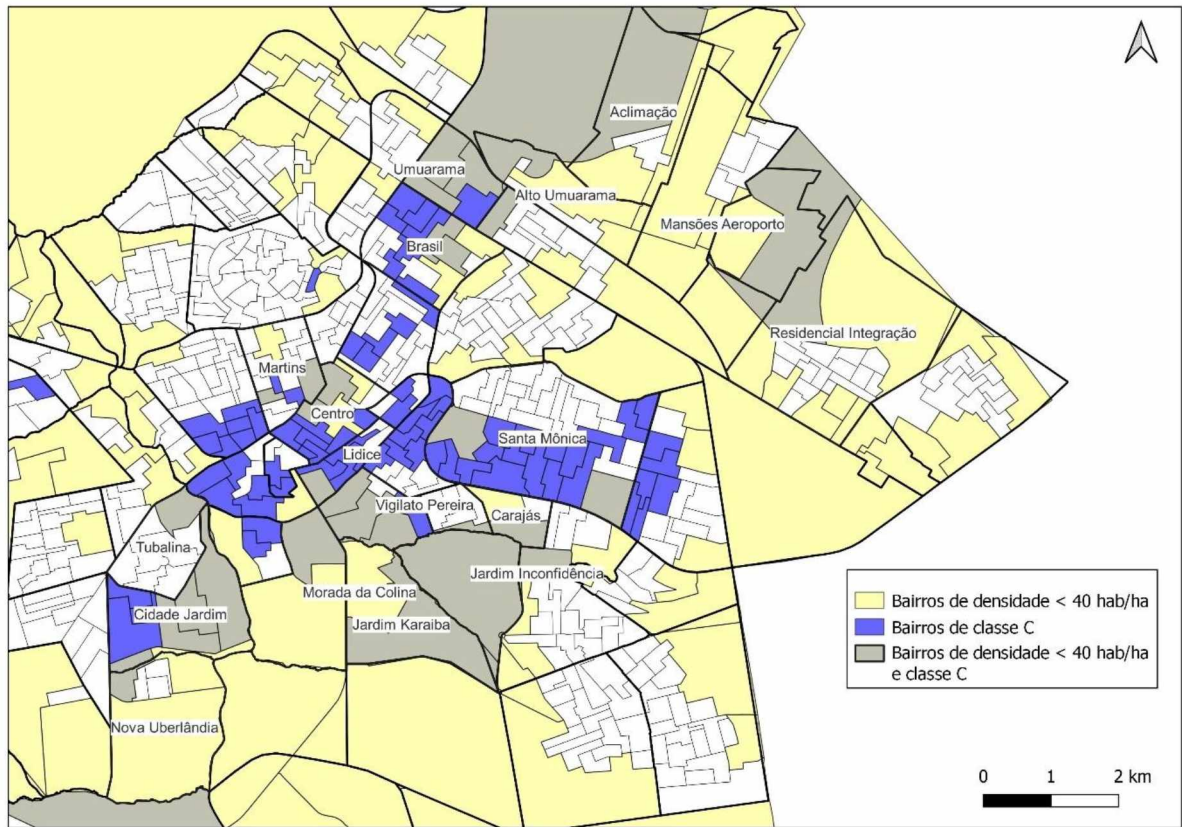 Aclimação
Umuarama
Alto Umuarama
Mansões Aeroporto
Brasil
Residencial Integração
Martins
Centro
Santa Mônica
Lidice
Vigilato Pereira
Carajás
Tubalina
Jardim Inconfidência
Morada da Colina
Cidade Jardim
Jardim Karaiba
Nova Uberlândia
Bairros de densidade < 40 hab/ha
Bairros de classe C
Bairros de densidade < 40 hab/ha
e classe C
0 1 2 km